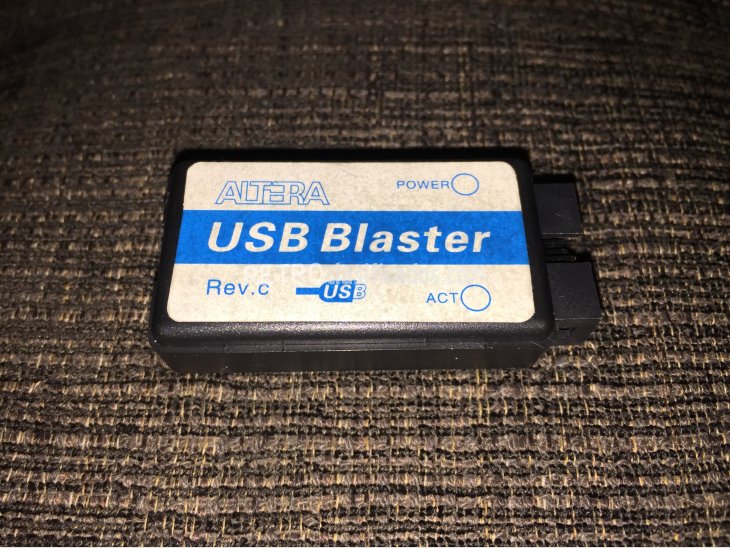 ALTERA
POWER
USB Blaster
Rev.c
USB
ACT